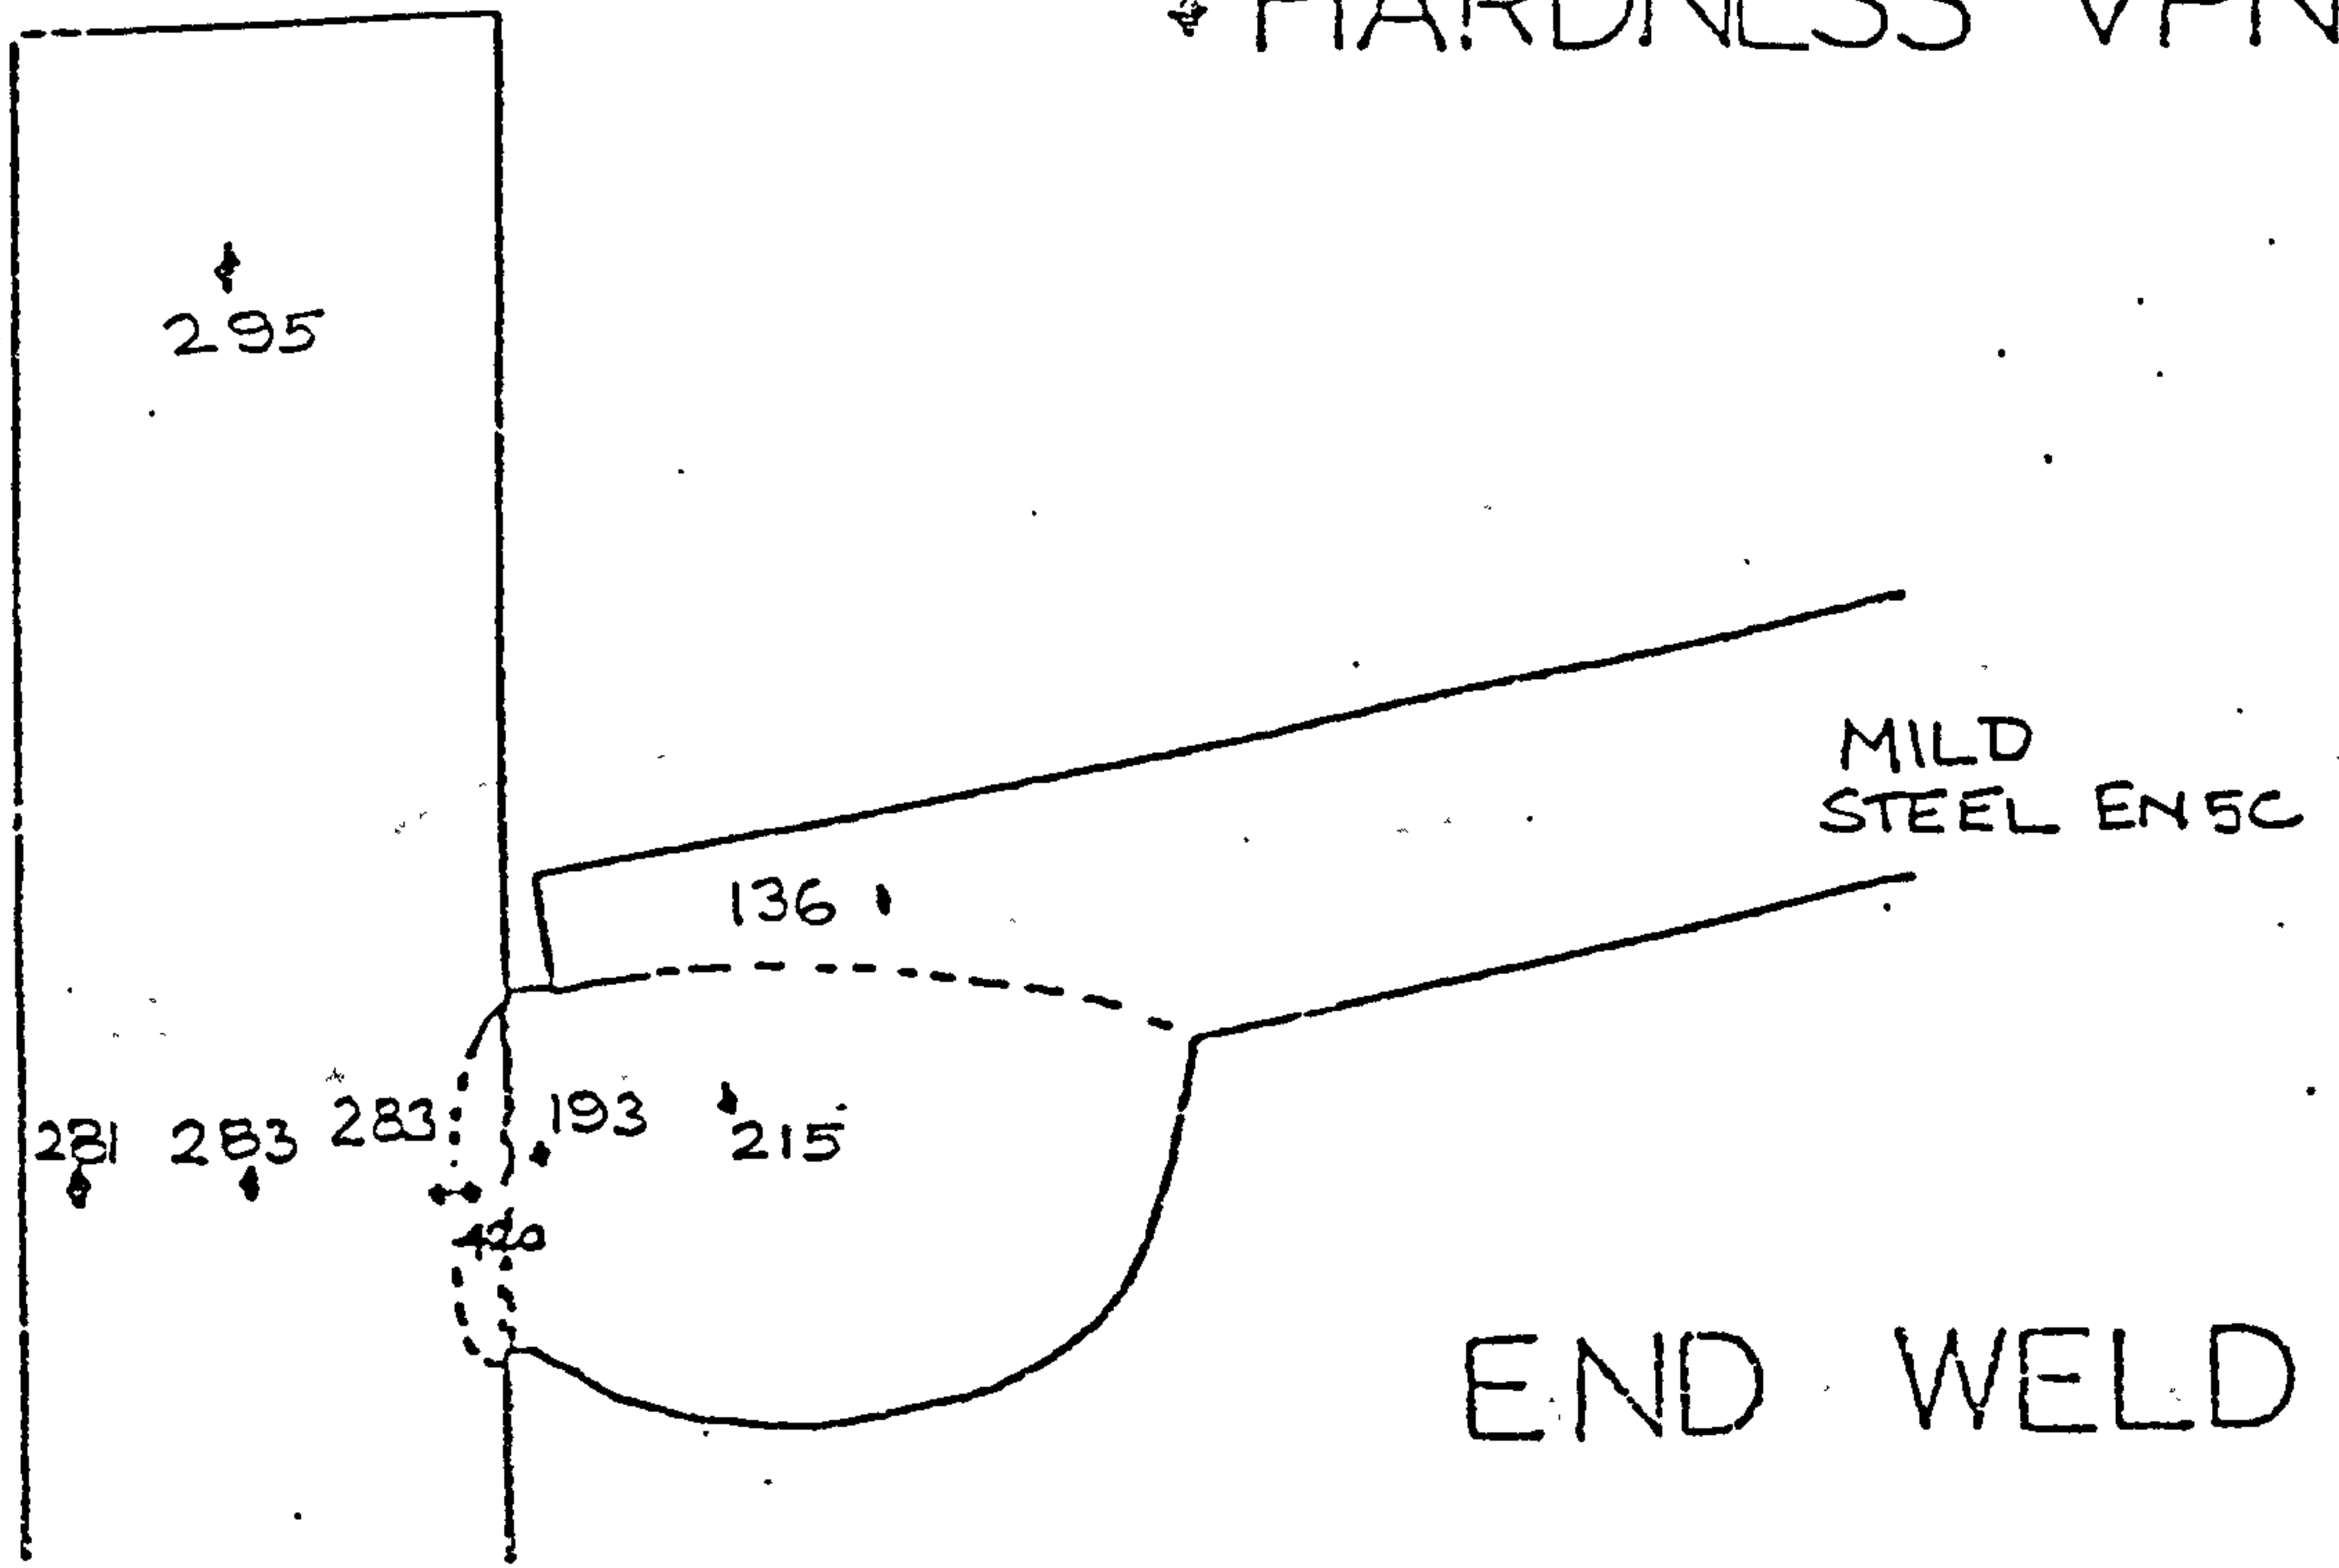 HARDNESS VPN
295
MILD
STEEL EN5C
136
281 283 283 193 215
420
END WELD